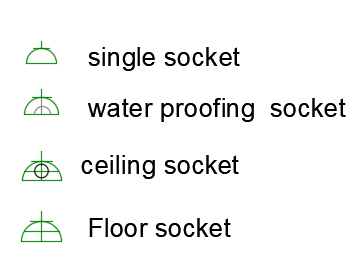 single socket
water proofing  socket
ceiling socket
Floor socket